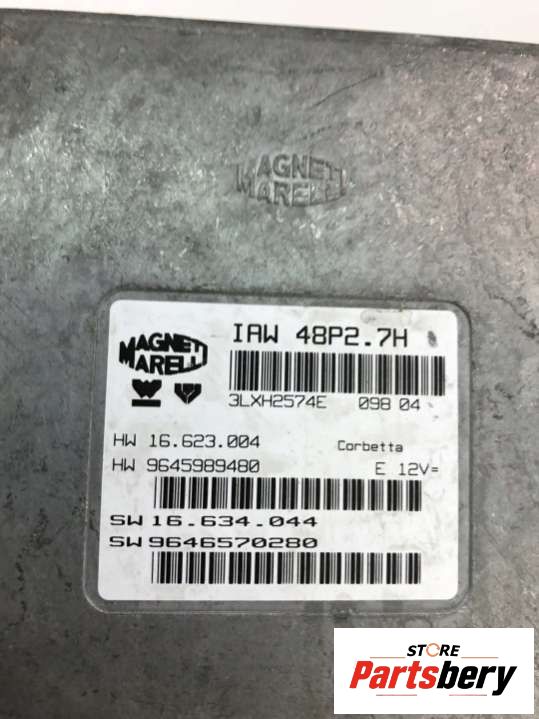 MAGNETI
MARELLI
MAGNETI
MARELLI
IAW 48P2.7H
3LXH2574E 098 04
HW 16.623.004 Corbetta
HW 9645989480 E 12V=
SW 16.634.044
SW 9646570280
STORE
Partsbery